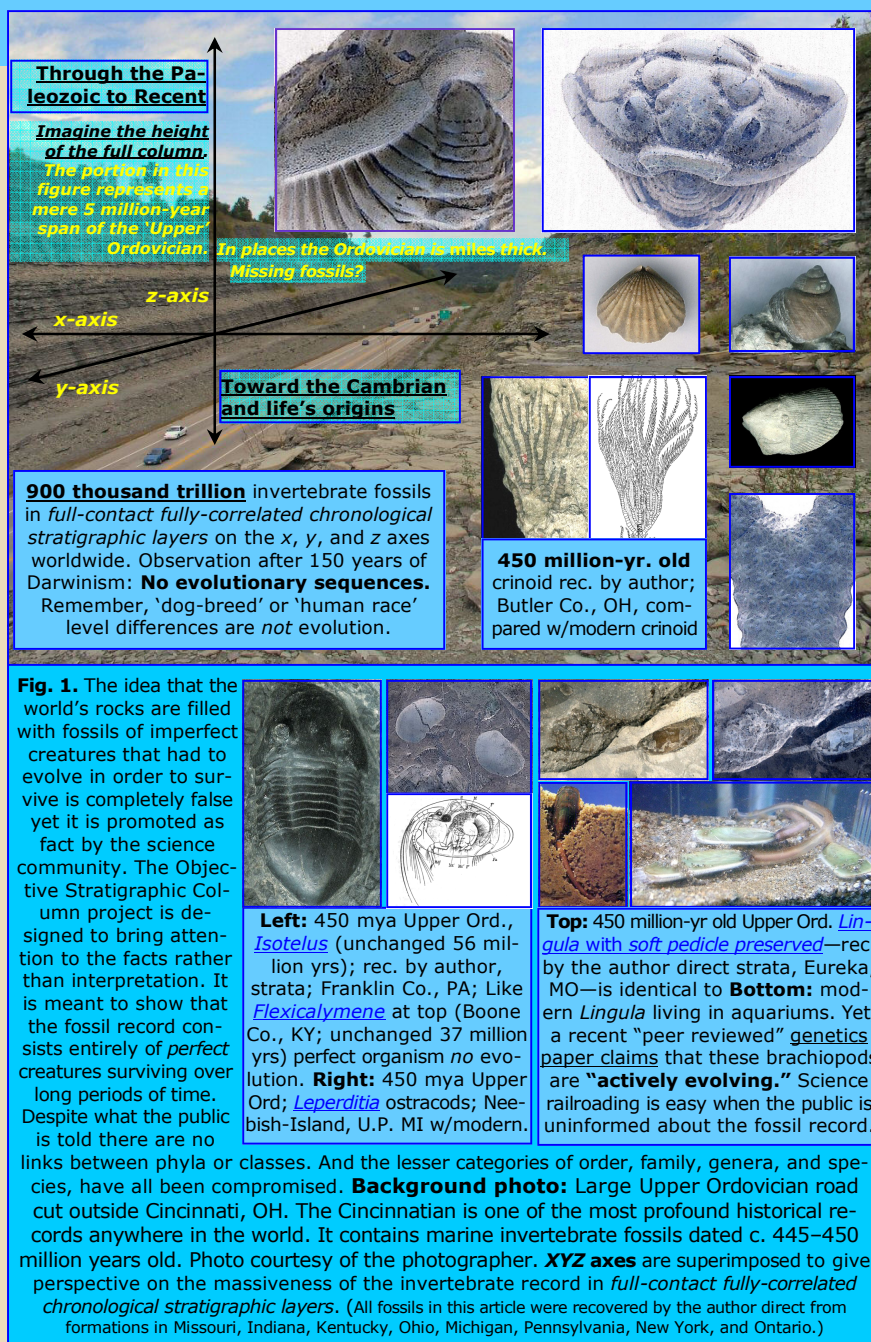 Through the Pa-
leozoic to Recent
Imagine the height
of the full column.
The portion in this
figure represents a
mere 5 million-year
span of the ‘Upper’
Ordovician.
In places the Ordovician is miles thick.
Missing fossils?
z-axis
x-axis
y-axis
Toward the Cambrian
and life’s origins
900 thousand trillion invertebrate fossils
in full-contact fully-correlated chronological
stratigraphic layers on the x, y, and z axes
worldwide. Observation after 150 years of
Darwinism: No evolutionary sequences.
Remember, ‘dog-breed’ or ‘human race’
level differences are not evolution.
450 million-yr. old
crinoid rec. by author;
Butler Co., OH, com-
pared w/modern crinoid
Fig. 1. The idea that the
world’s rocks are filled
with fossils of imperfect
creatures that had to
evolve in order to sur-
vive is completely false
yet it is promoted as
fact by the science
community. The Objec-
tive Stratigraphic Col-
umn project is de-
signed to bring atten-
tion to the facts rather
than interpretation. It
is meant to show that
the fossil record con-
sists entirely of perfect
creatures surviving over
long periods of time.
Despite what the public
is told there are no
links between phyla or classes. And the lesser categories of order, family, genera, and spe-
cies, have all been compromised. Background photo: Large Upper Ordovician road
cut outside Cincinnati, OH. The Cincinnatian is one of the most profound historical re-
cords anywhere in the world. It contains marine invertebrate fossils dated c. 445–450
million years old. Photo courtesy of the photographer. XYZ axes are superimposed to give
perspective on the massiveness of the invertebrate record in full-contact fully-correlated
chronological stratigraphic layers. (All fossils in this article were recovered by the author direct from
formations in Missouri, Indiana, Kentucky, Ohio, Michigan, Pennsylvania, New York, and Ontario.)
Left: 450 mya Upper Ord.,
Isotelus (unchanged 56 mil-
lion yrs); rec. by author,
strata; Franklin Co., PA; Like
Flexicalymene at top (Boone
Co., KY; unchanged 37 million
yrs) perfect organism no evo-
lution. Right: 450 mya Upper
Ord; Leperditia ostracods; Nee-
bish-Island, U.P. MI w/modern.
Top: 450 million-yr old Upper Ord. Lin-
gula with soft pedicle preserved—rec
by the author direct strata, Eureka,
MO—is identical to Bottom: mod-
ern Lingula living in aquariums. Yet
a recent “peer reviewed” genetics
paper claims that these brachiopods
are “actively evolving.” Science
railroading is easy when the public is
uninformed about the fossil record.